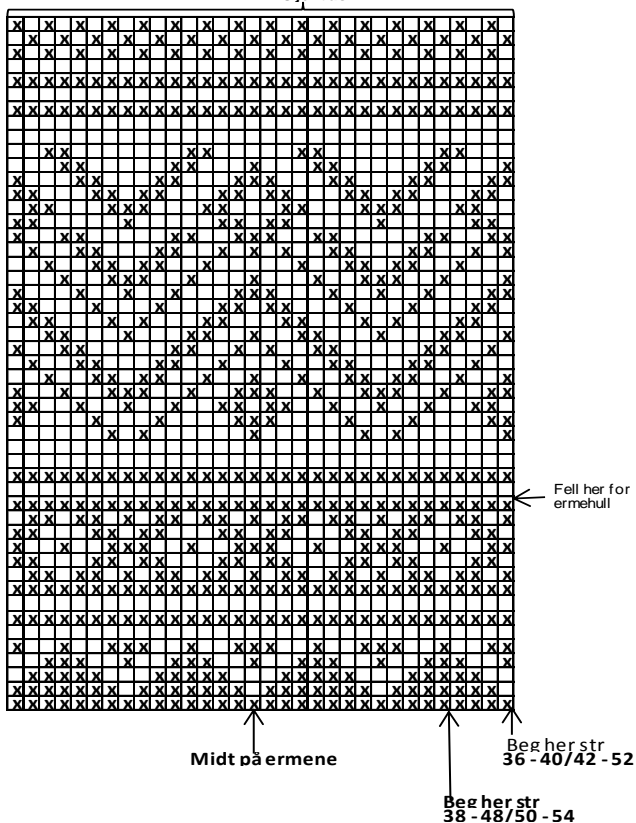 Fell her for
ermehull
Midt på ermene
Beg her str
36 - 40/42 - 52
Beg her str
38 - 48/50 - 54